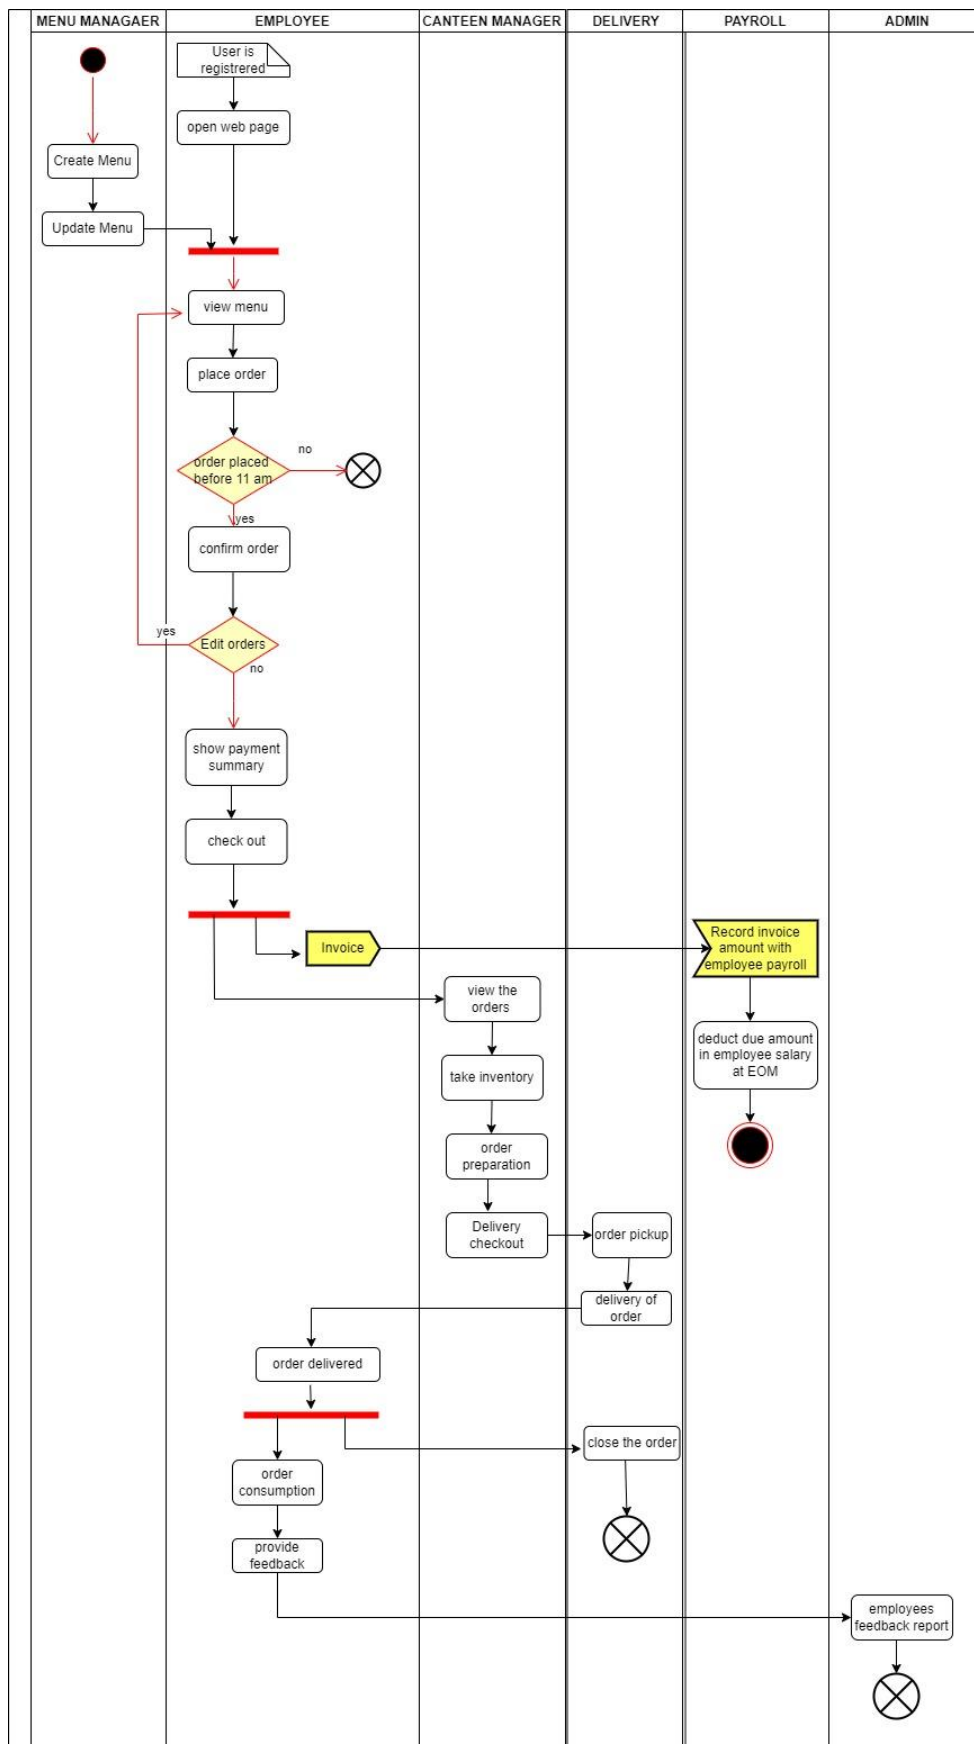 MENU MANAGAER
EMPLOYEE
CANTEEN MANAGER
DELIVERY
PAYROLL
ADMIN
User is
registrered
open web page
Create Menu
Update Menu
view menu
place order
order placed
before 11 am
no
yes
confirm order
yes
Edit orders
no
show payment
summary
check out
Invoice
Record invoice
amount with
employee payroll
view the
orders
deduct due amount
in employee salary
at EOM
take inventory
order
preparation
Delivery
checkout
order pickup
delivery of
order
order delivered
close the order
order
consumption
provide
feedback
employees
feedback report